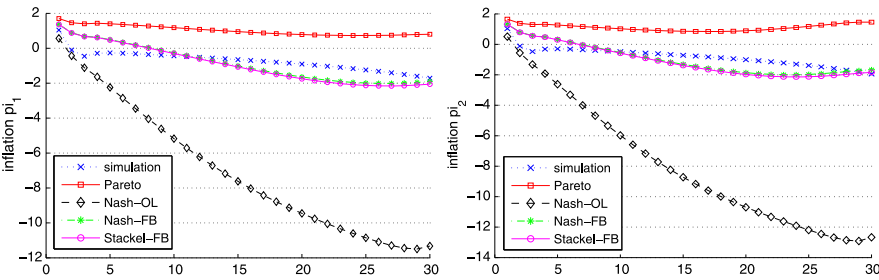 2
0
−2
−4
−6
−8
−10
−12
inflation pi_1
simulation
Pareto
Nash−OL
Nash−FB
Stackel−FB
0 5 10 15 20 25 30
2
0
−2
−4
−6
−8
−10
−12
−14
inflation pi_2
simulation
Pareto
Nash−OL
Nash−FB
Stackel−FB
0 5 10 15 20 25 30